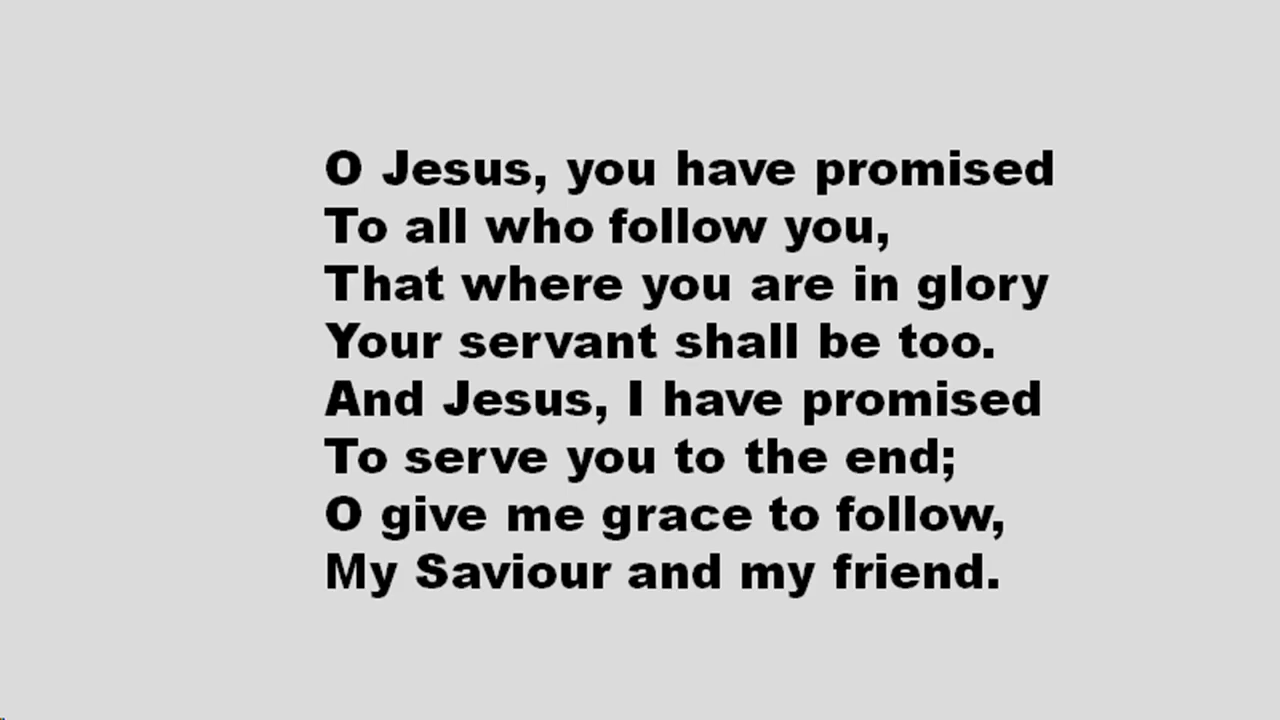 O Jesus, you have promised
To all who follow you,
That where you are in glory
Your servant shall be too.
And Jesus, I have promised
To serve you to the end;
O give me grace to follow,
My Saviour and my friend.